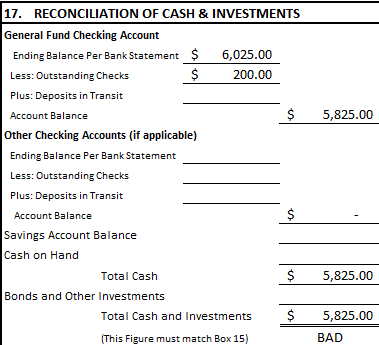 17. RECONCILIATION OF CASH & INVESTMENTS
General Fund Checking Account
Ending Balance Per Bank Statement $ 6,025.00
Less: Outstanding Checks $ 200.00
Plus: Deposits in Transit
Account Balance $ 5,825.00
Other Checking Accounts (if applicable)
Ending Balance Per Bank Statement
Less: Outstanding Checks
Plus: Deposits in Transit
Account Balance $ -
Savings Account Balance
Cash on Hand
Total Cash $ 5,825.00
Bonds and Other Investments
Total Cash and Investments $ 5,825.00
(This Figure must match Box 15) BAD